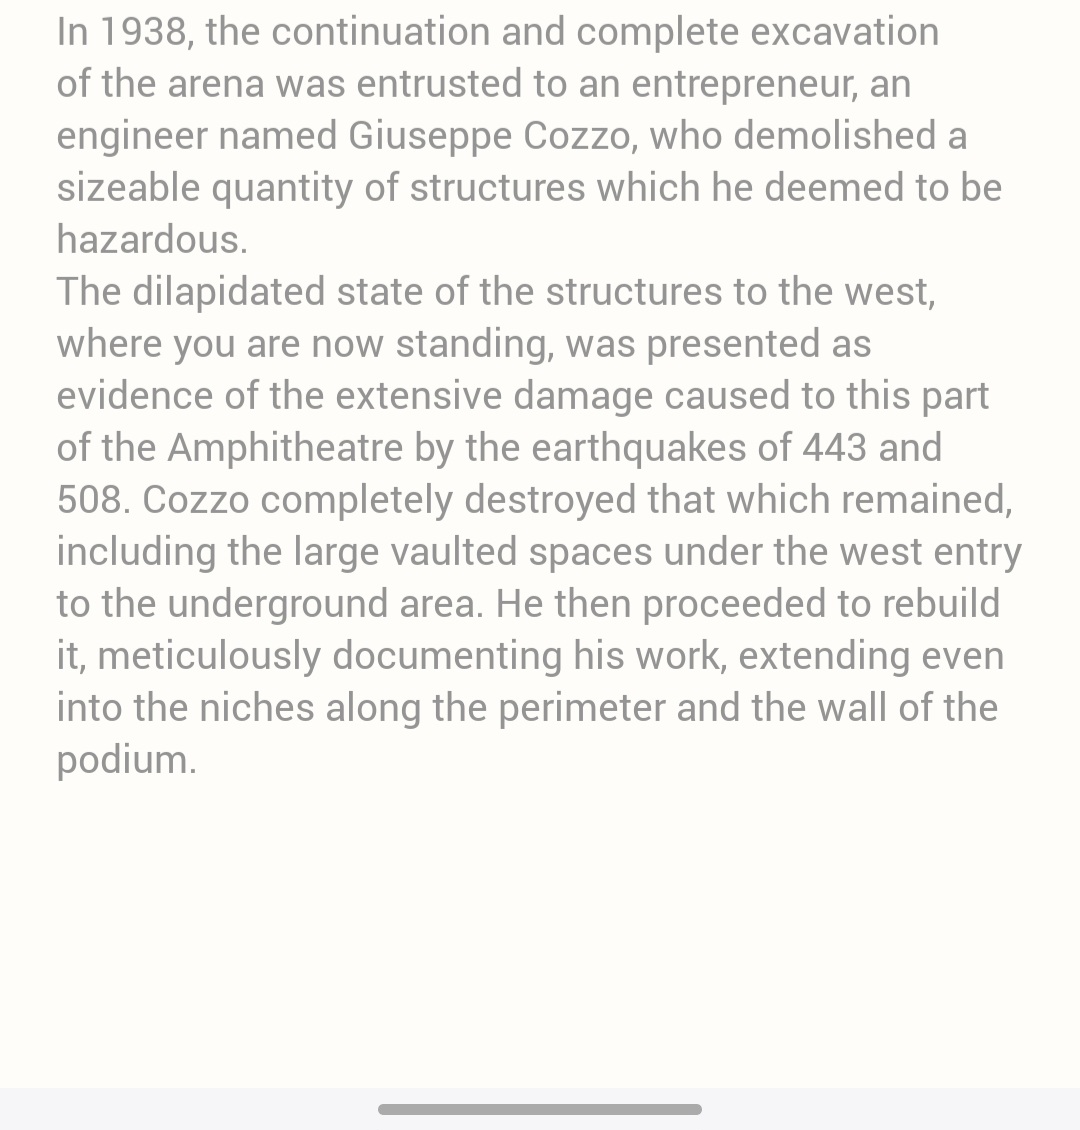 In 1938, the continuation and complete excavation
of the arena was entrusted to an entrepreneur, an
engineer named Giuseppe Cozzo, who demolished a
sizeable quantity of structures which he deemed to be
hazardous.
The dilapidated state of the structures to the west,
where you are now standing, was presented as
evidence of the extensive damage caused to this part
of the Amphitheatre by the earthquakes of 443 and
508. Cozzo completely destroyed that which remained,
including the large vaulted spaces under the west entry
to the underground area. He then proceeded to rebuild
it, meticulously documenting his work, extending even
into the niches along the perimeter and the wall of the
podium.